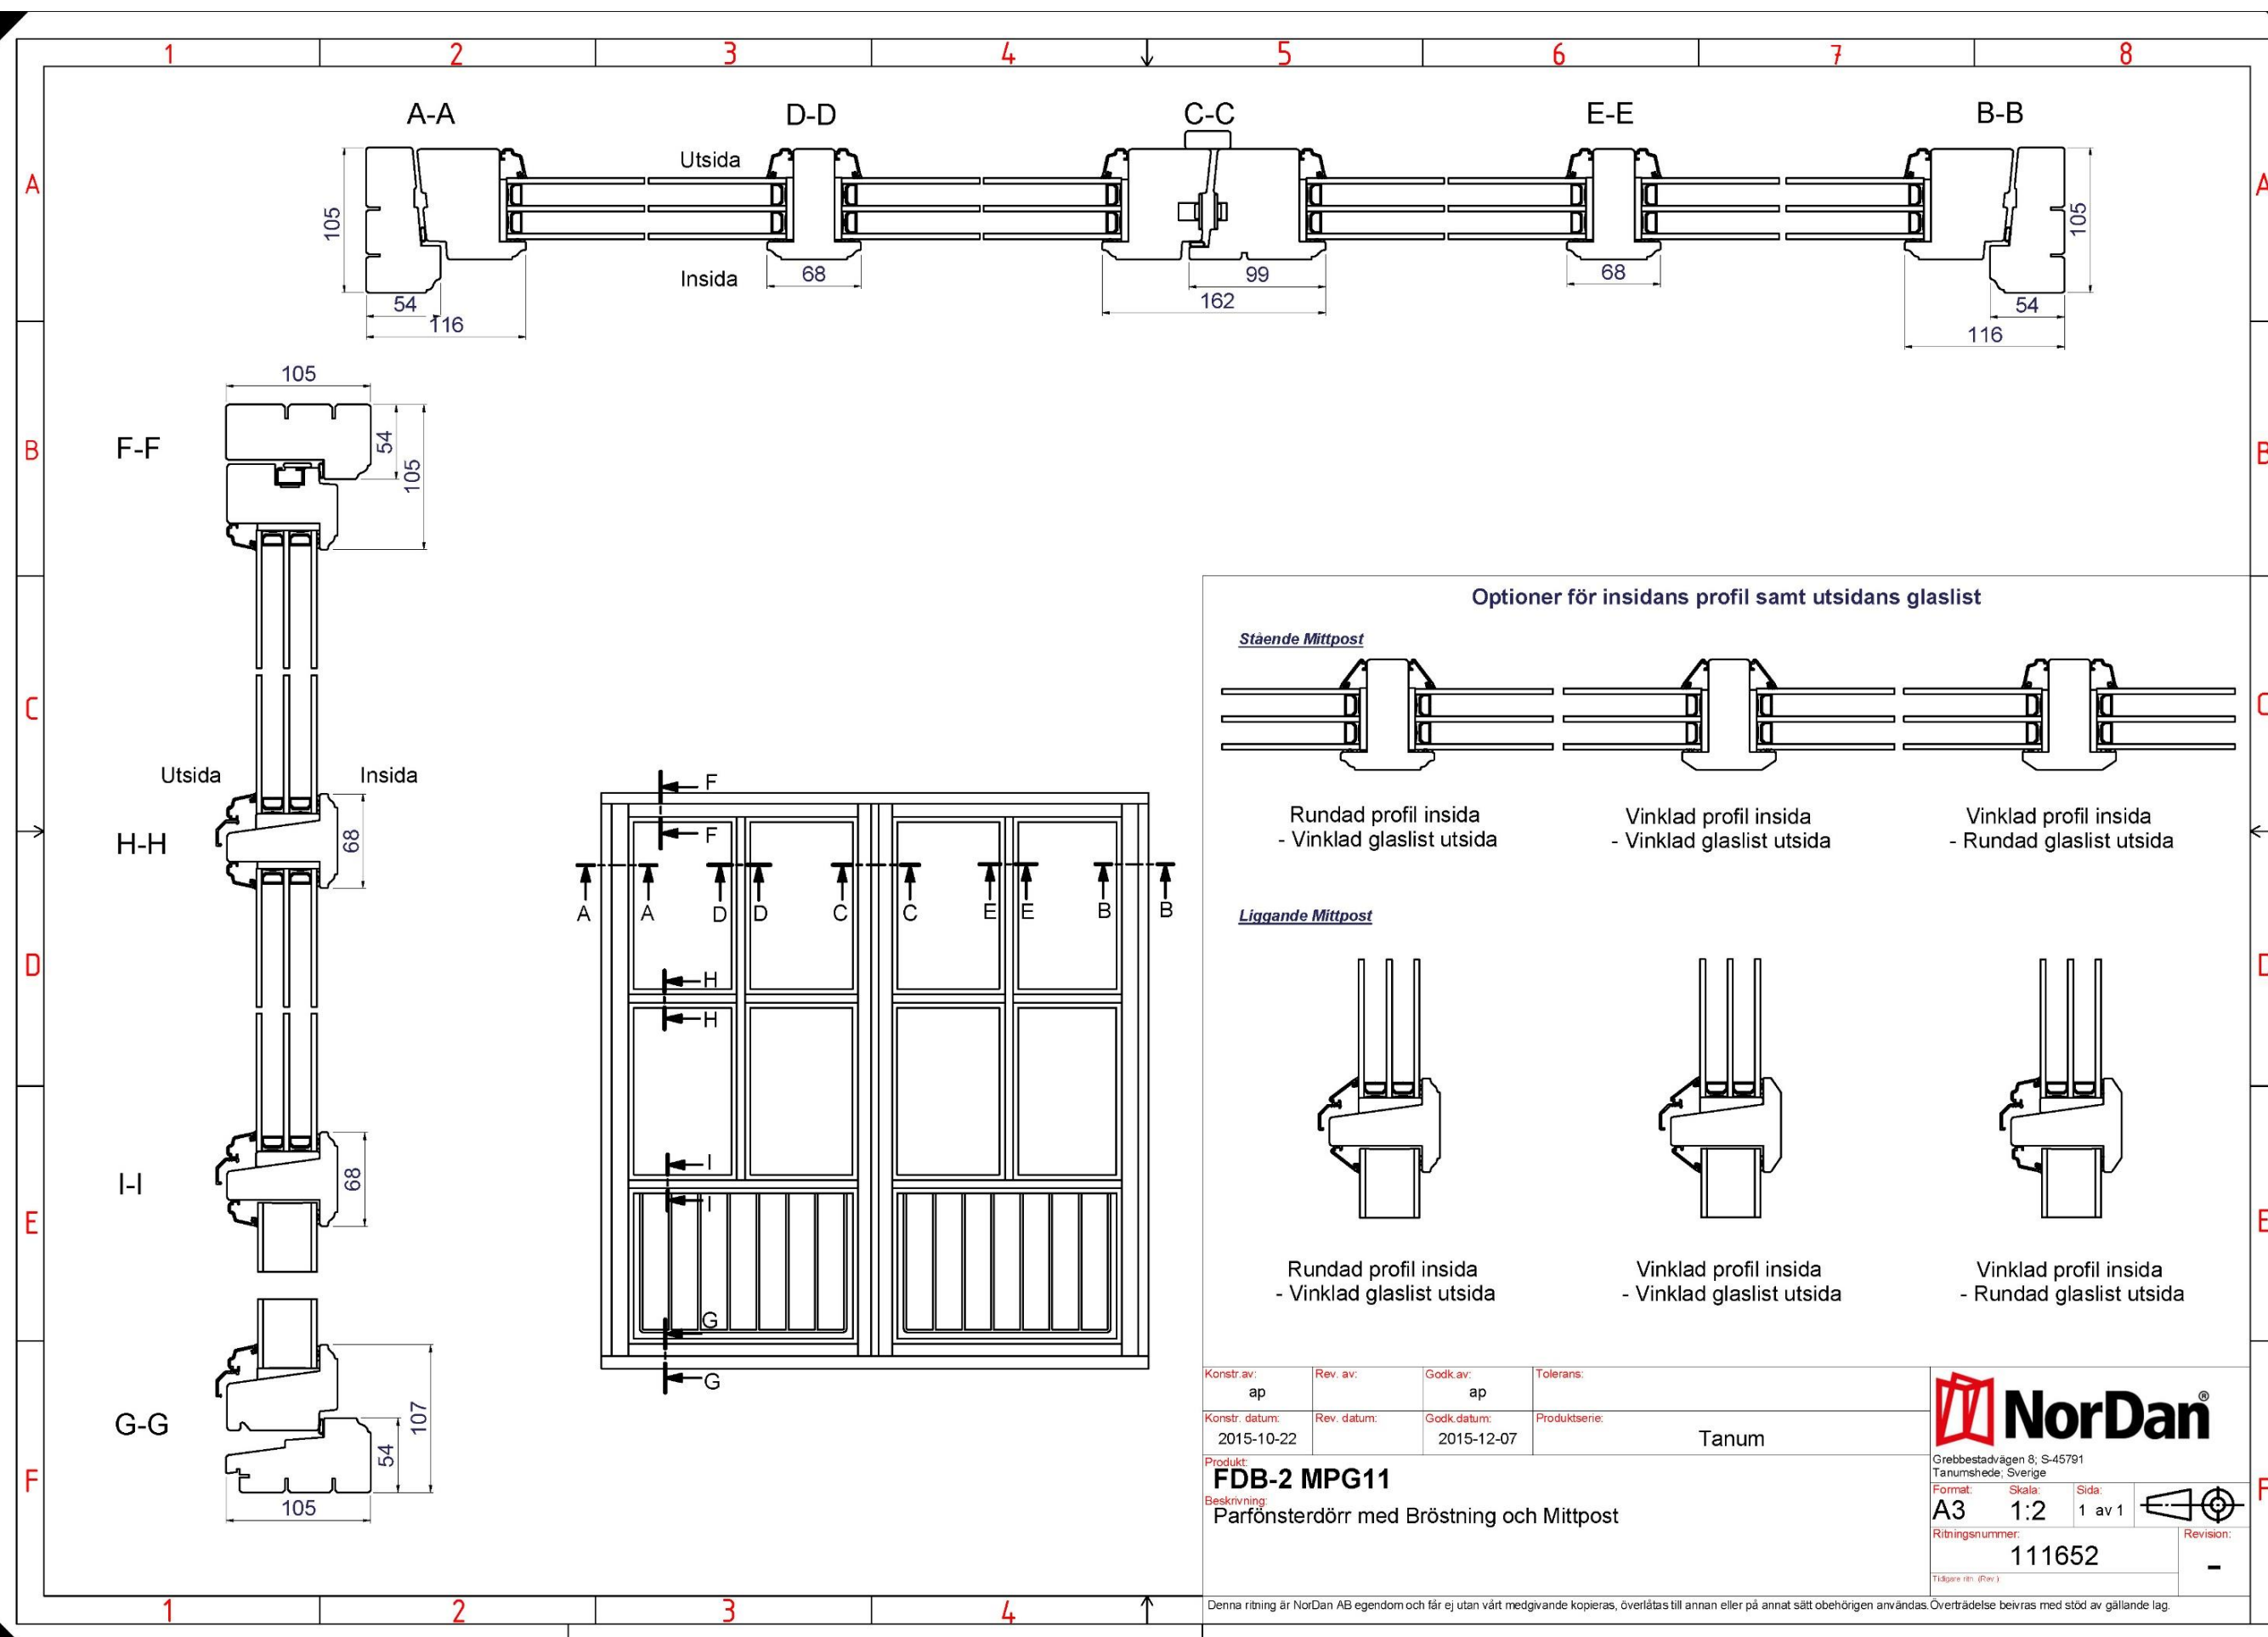 1 2 3 4 5 6 7 8
A-A D-D C-C E-E B-B
Utsida
A A
105 105
Insida 68 99 68
54 162 54
116 116
105
B F-F 54 B
105
Optioner för insidans profil samt utsidans glaslist
Stående Mittpost
C C
Utsida Insida
F
Rundad profil insida
- Vinklad glaslist utsida
Vinklad profil insida
- Vinklad glaslist utsida
Vinklad profil insida
- Rundad glaslist utsida
H-H 68
F
A A D D C C E E B B
Liggande Mittpost
D D
H
H
I-I 68
I
I
E E
Rundad profil insida
- Vinklad glaslist utsida
Vinklad profil insida
- Vinklad glaslist utsida
Vinklad profil insida
- Rundad glaslist utsida
G
G
G-G 107
54
105
F F
Konstr.av: Rev. av: Godk.av: Tolerans:
ap ap
Konstr. datum: Rev. datum: Godk.datum: Produktserie:
2015-10-22 2015-12-07 Tanum
Produkt:
FDB-2 MPG11
Beskrivning:
Parfönsterdörr med Bröstning och Mittpost
NorDan®
Grebbestadvägen 8; S-45791
Tanumshede; Sverige
Format: Skala: Sida:
A3 1:2 1 av 1
Ritningsnummer: Revision:
111652 -
Tidigare ritn. (Rev.)
1 2 3 4
Denna ritning är NorDan AB egendom och får ej utan vårt medgivande kopieras, överlåtas till annan eller på annat sätt obehörigen användas.Överträdelse beivras med stöd av gällande lag.